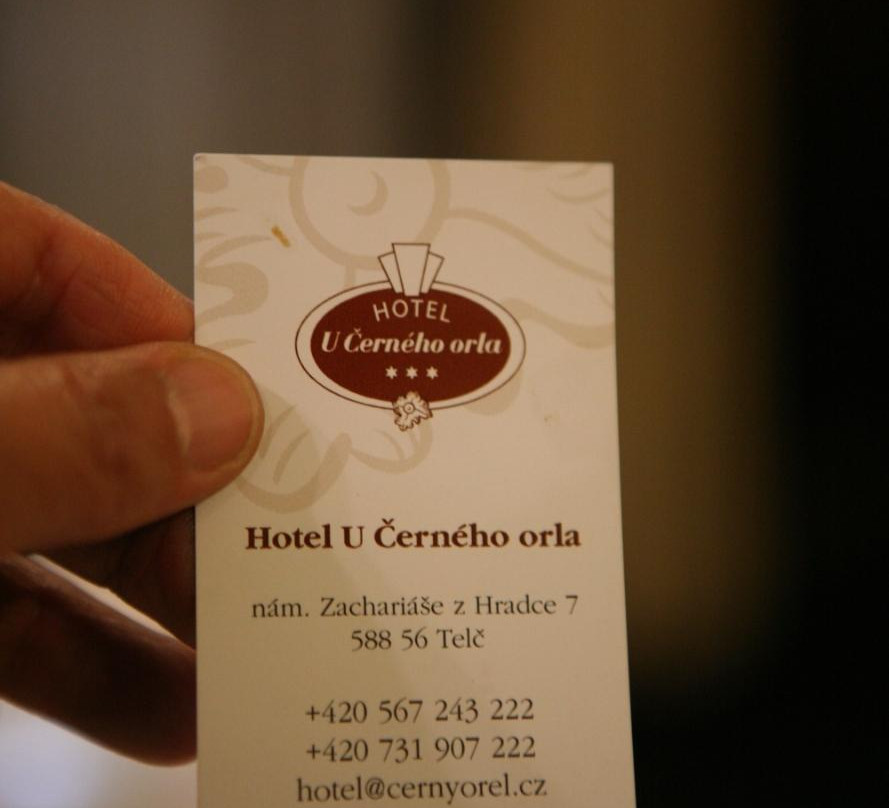 HOTEL
U Černého orla
Hotel U Černého orla
nám. Zachariáše z Hradce 7
588 56 Telč
+420 567 243 222
+420 731 907 222
hotel@cernyorel.cz